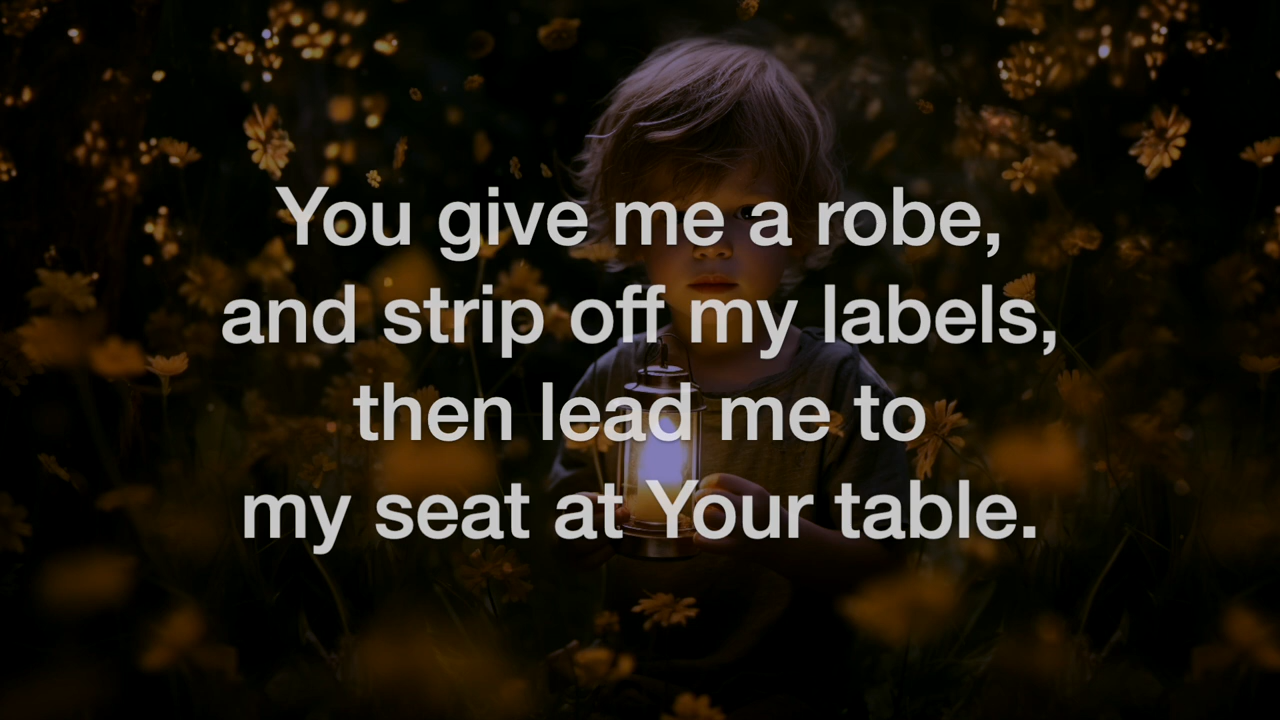 You give me a robe,
and strip off my labels,
then lead me to
my seat at Your table.